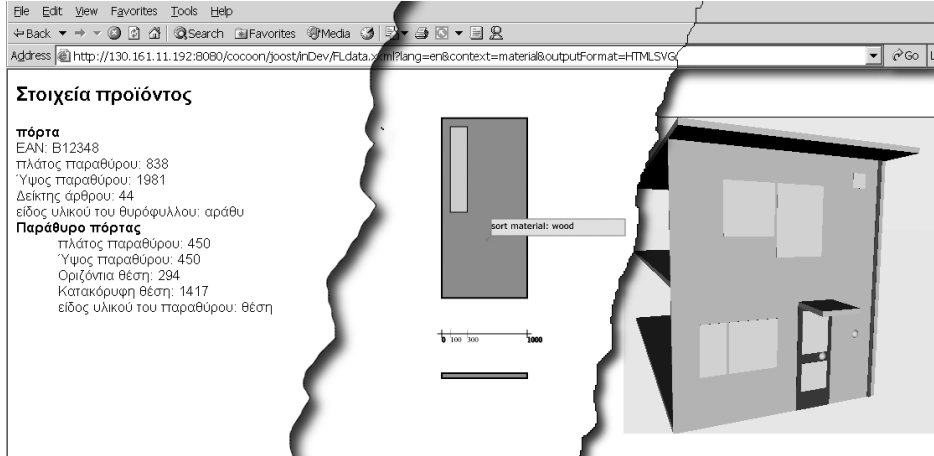 File Edit View Favorites Tools Help
Back Search Favorites Media
Address http://130.161.11.192:8080/cocoon/joost/inDev/FLdata.xxml?lang=en&context=material&outputFormat=HTMLSVG Go L
Στοιχεία προϊόντος
πόρτα
EAN: B12348
πλάτος παραθύρου: 838
Ύψος παραθύρου: 1981
Δείκτης άρθρου: 44
είδος υλικού του θυρόφυλλου: αράθυ
Παράθυρο πόρτας
πλάτος παραθύρου: 450
Ύψος παραθύρου: 450
Οριζόντια θέση: 294
Κατακόρυφη θέση: 1417
είδος υλικού του παραθύρου: θέση
sort material: wood
0 100 300 1000